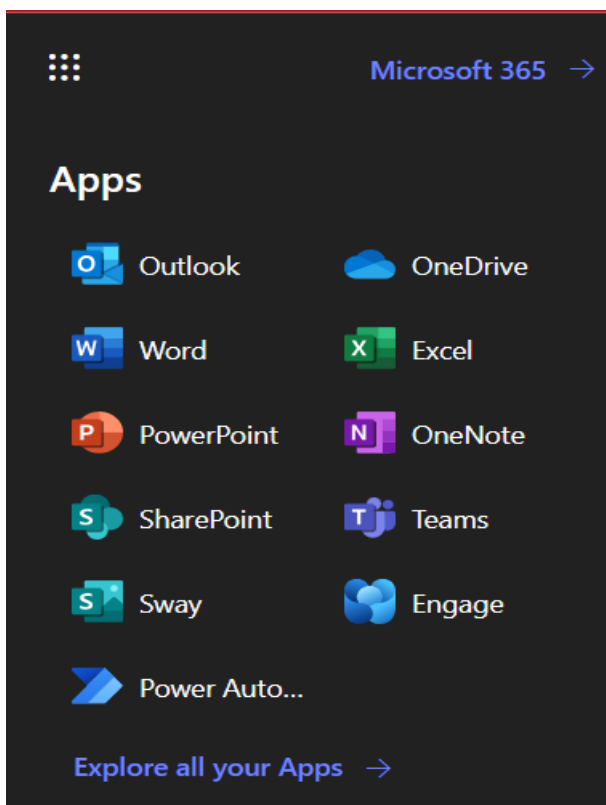 Microsoft 365 →
Apps
O Outlook
OneDrive
W Word
X Excel
P PowerPoint
N OneNote
S SharePoint
T Teams
S Sway
Engage
Power Auto...
Explore all your Apps →